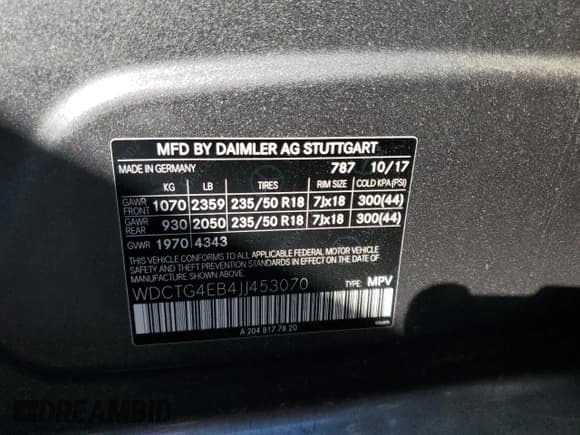 MFD BY DAIMLER AG STUTTGART
MADE IN GERMANY 787 10/17
KG LB TIRES RIM SIZE COLD KPA(PSI)
GAWR FRONT 1070 2359 235/50 R18 7Jx18 300(44)
GAWR REAR 930 2050 235/50 R18 7Jx18 300(44)
GVWR 1970 4343
THIS VEHICLE CONFORMS TO ALL APPLICABLE FEDERAL MOTOR VEHICLE
SAFETY, BUMPER, AND THEFT PREVENTION STANDARDS IN EFFECT ON THE DATE OF
MANUFACTURE SHOWN ABOVE.
WDCTG4EB4JJ453070 TYPE: MPV
A 204 817 78 20
DREAMBID